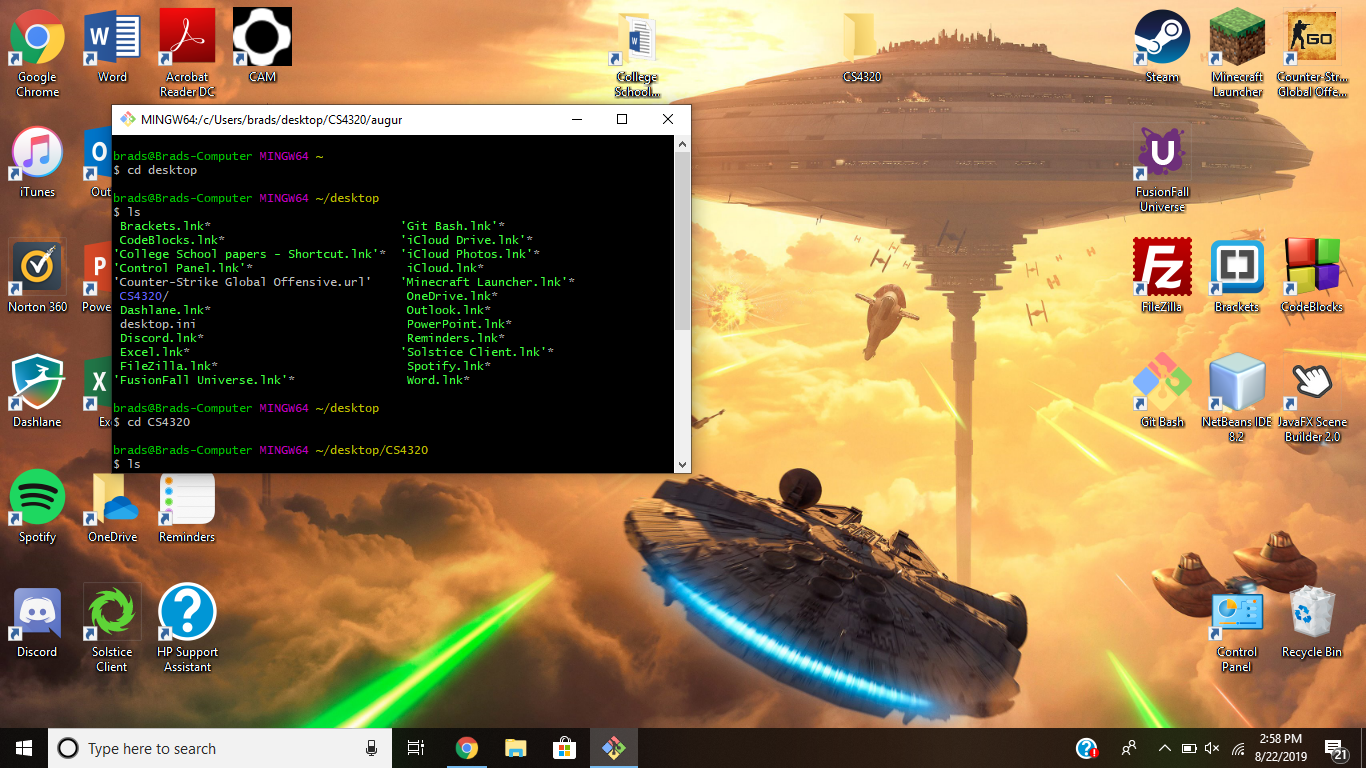 Google
Chrome
Word
Acrobat
Reader DC
CAM
College
School...
CS4320
Steam
Minecraft
Launcher
Counter-Str...
Global Offe...
GO
iTunes
Out
U
FusionFall
Universe
MINGW64:/c/Users/brads/desktop/CS4320/augur
brads@Brads-Computer MINGW64 ~
$ cd desktop
brads@Brads-Computer MINGW64 ~/desktop
$ ls
Brackets.lnk* 'Git Bash.lnk'*
CodeBlocks.lnk* 'iCloud Drive.lnk'*
'College School papers - Shortcut.lnk'* 'iCloud Photos.lnk'*
'Control Panel.lnk'* iCloud.lnk*
'Counter-Strike Global Offensive.url' 'Minecraft Launcher.lnk'*
CS4320/ OneDrive.lnk*
Dashlane.lnk* Outlook.lnk*
desktop.ini PowerPoint.lnk*
Discord.lnk* Reminders.lnk*
Excel.lnk* 'Solstice Client.lnk'*
FileZilla.lnk* Spotify.lnk*
'FusionFall Universe.lnk'* Word.lnk*
brads@Brads-Computer MINGW64 ~/desktop
$ cd CS4320
brads@Brads-Computer MINGW64 ~/desktop/CS4320
$ ls
Norton 360
Powe
Fz
FileZilla
Brackets
CodeBlocks
Dashlane
Ex
Git Bash
NetBeans IDE
8.2
JavaFX Scene
Builder 2.0
Spotify
OneDrive
Reminders
Discord
Solstice
Client
HP Support
Assistant
Control
Panel
Recycle Bin
Type here to search
2:58 PM
8/22/2019
21